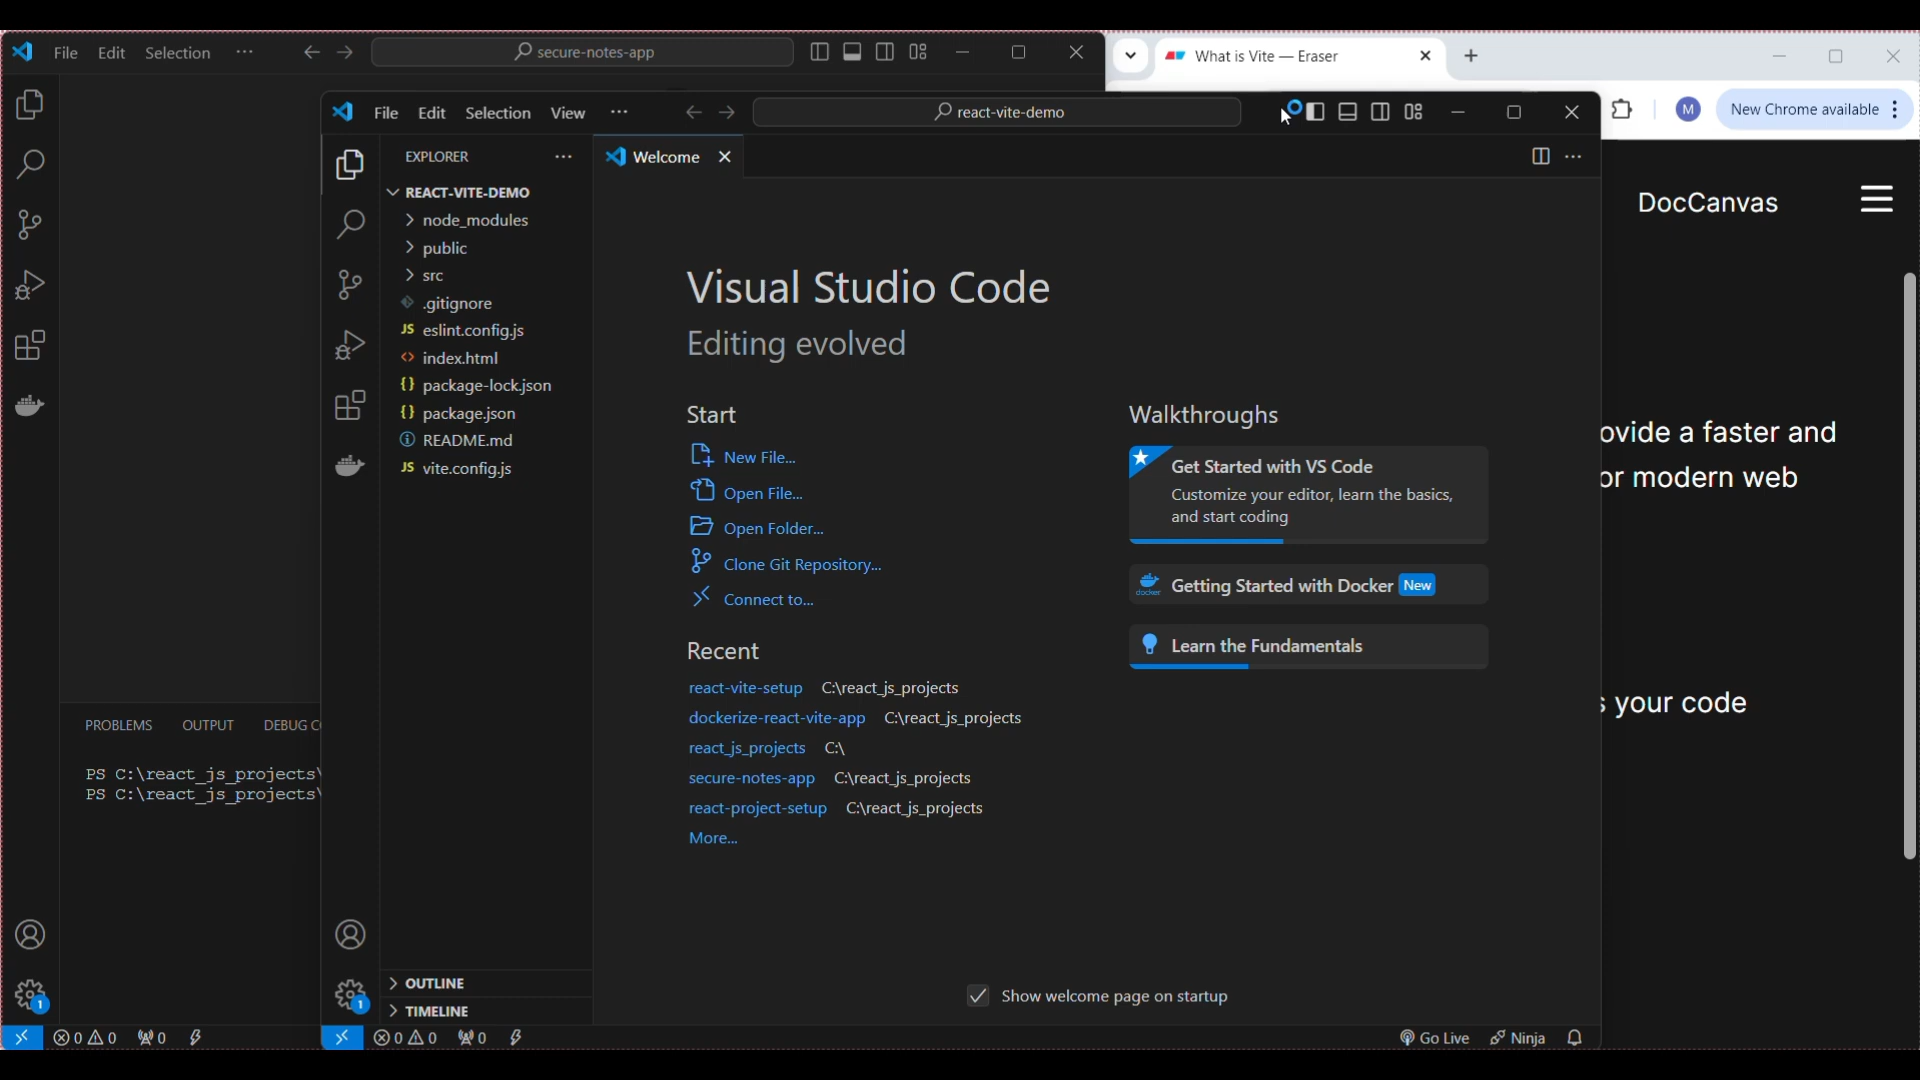 File Edit Selection ···
secure-notes-app
What is Vite — Eraser
File Edit Selection View ···
react-vite-demo
M
New Chrome available
EXPLORER
Welcome
DocCanvas
REACT-VITE-DEMO
node_modules
public
src
.gitignore
JS eslint.config.js
<> index.html
{} package-lock.json
{} package.json
README.md
JS vite.config.js
Visual Studio Code
Editing evolved
Start
New File...
Open File...
Open Folder...
Clone Git Repository...
Connect to...
Recent
react-vite-setup C:\react_js_projects
dockerize-react-vite-app C:\react_js_projects
react_js_projects C:\
secure-notes-app C:\react_js_projects
react-project-setup C:\react_js_projects
More...
Walkthroughs
Get Started with VS Code
Customize your editor, learn the basics,
and start coding
docker
Getting Started with Docker New
Learn the Fundamentals
ovide a faster and
or modern web
your code
PROBLEMS OUTPUT DEBUG
PS C:\react_js_projects\
PS C:\react_js_projects\
OUTLINE
TIMELINE
Show welcome page on startup
1
1
0 0 0
0 0 0
Go Live Ninja